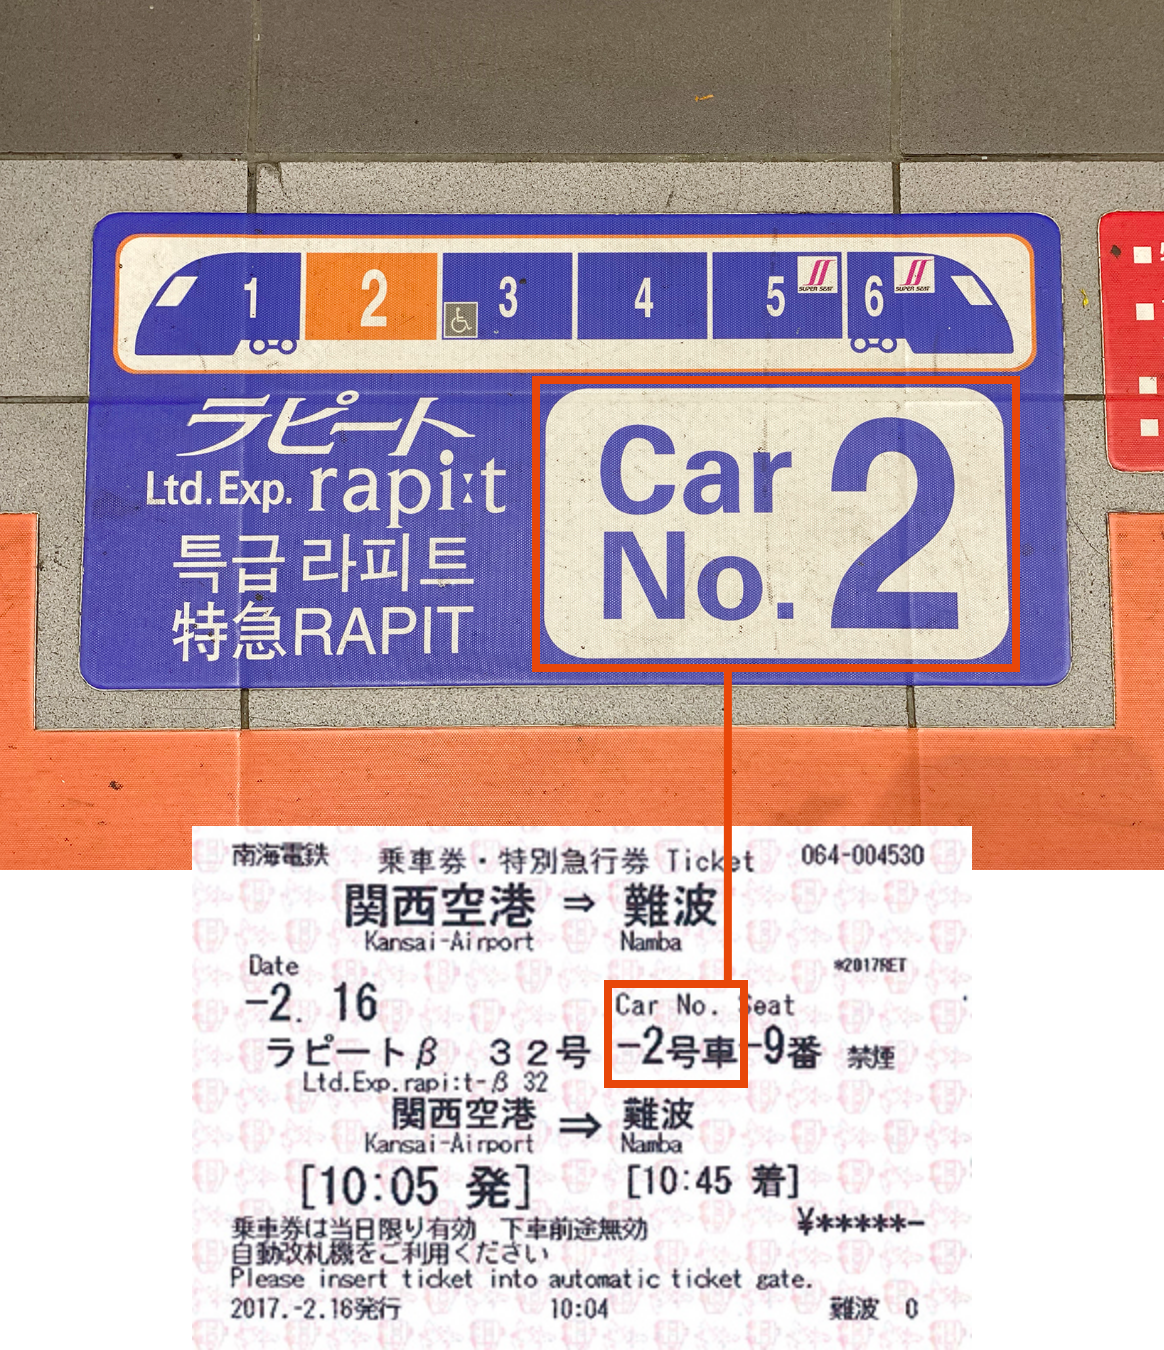 1 2 3 4 5 SUPER SEAT 6 SUPER SEAT
ラピート
Ltd. Exp. rapi:t
특급 라피트
特急RAPIT
Car No. 2
南海電鉄 乗車券・特別急行券 Ticket 064-004530
関西空港 ⇒ 難波
Kansai-Airport Namba
Date *2017RET
-2. 16 Car No. Seat
ラピートβ 32号 -2号車 -9番 禁煙
Ltd.Exp.rapi:t-β 32
関西空港 ⇒ 難波
Kansai-Airport Namba
[10:05 発] [10:45 着]
¥*****-
乗車券は当日限り有効 下車前途無効
自動改札機をご利用ください
Please insert ticket into automatic ticket gate.
2017.-2.16発行 10:04 難波 0